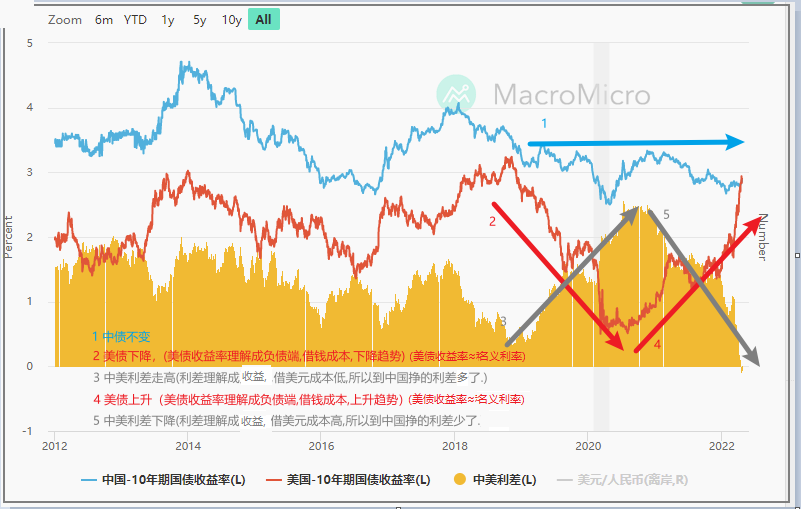 Zoom 6m YTD 1y 5y 10y All
5
4
3
2
1
0
-1
Percent
Number
MacroMicro
1
2
3
4
5
1 中债不变
2 美债下降，(美债收益率理解成负债端,借钱成本,下降趋势) (美债收益率≈名义利率)
3 中美利差走高(利差理解成 收益, 借美元成本低,所以到中国挣的利差多了.)
4 美债上升 (美债收益率理解成负债端,借钱成本,上升趋势) (美债收益率≈名义利率)
5 中美利差下降(利差理解成 收益, 借美元成本高,所以到中国挣的利差少了.
2012 2014 2016 2018 2020 2022
中国-10年期国债收益率(L) 美国-10年期国债收益率(L) 中美利差(L) 美元/人民币(离岸,R)